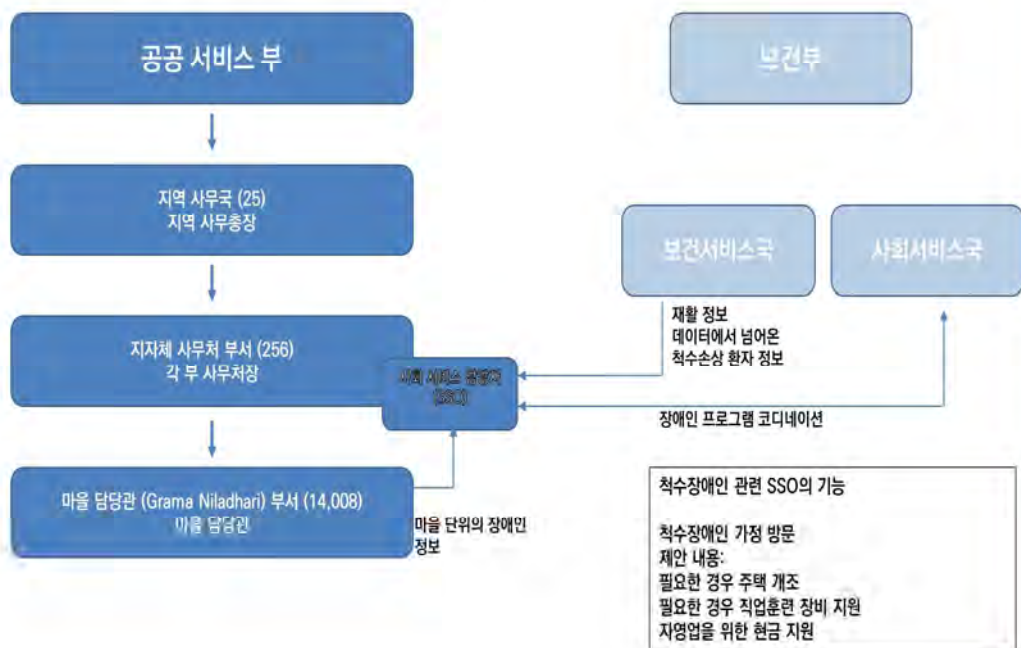 공공 서비스 부
보건부
지역 사무국 (25)
지역 사무총장
보건서비스국
사회서비스국
재활 정보
데이터에서 넘어온
척수손상 환자 정보
지자체 사무처 부서 (256)
각 부 사무처장
사회 서비스 담당자
(SSO)
장애인 프로그램 코디네이션
마을 담당관 (Grama Niladhari) 부서 (14,008)
마을 담당관
마을 단위의 장애인
정보
척수장애인 관련 SSO의 기능
척수장애인 가정 방문
제안 내용:
필요한 경우 주택 개조
필요한 경우 직업훈련 장비 지원
자영업을 위한 현금 지원